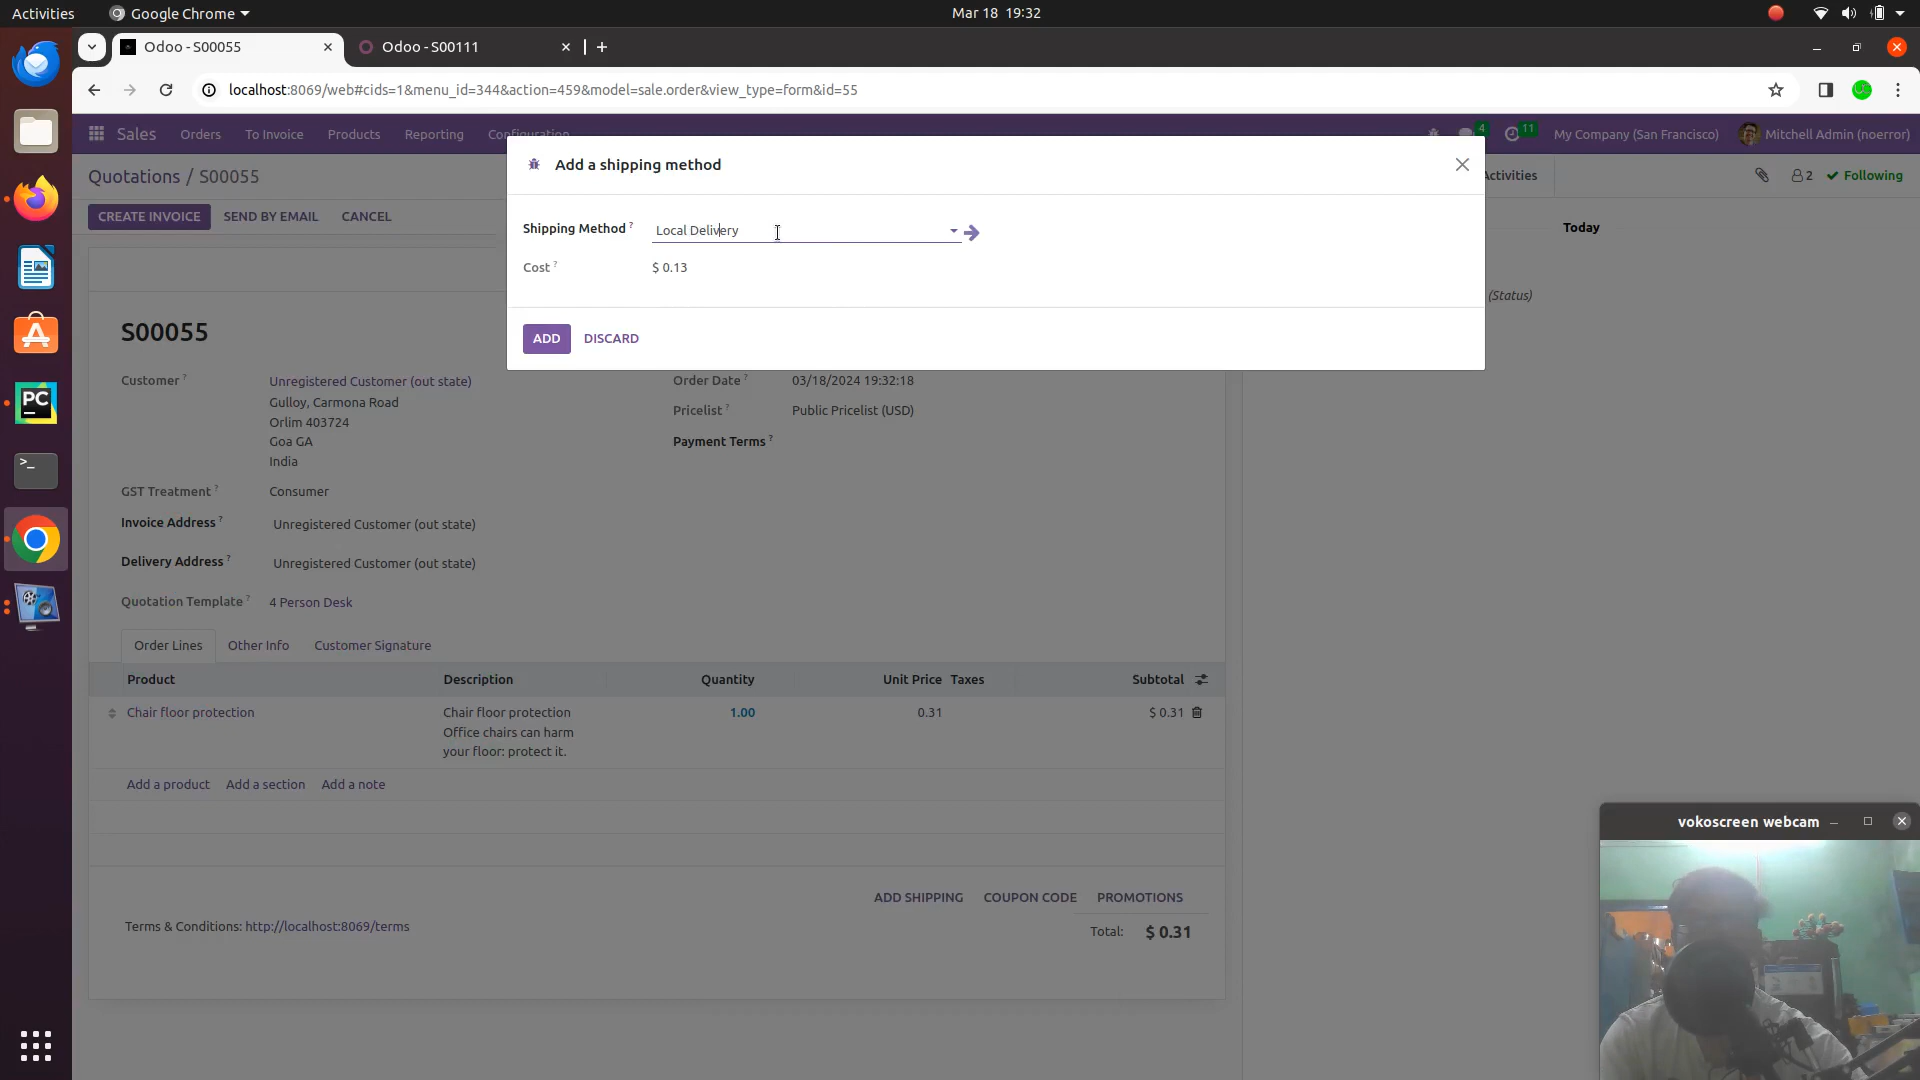 Activities
Google Chrome
Mar 18 19:32
Odoo - S00055
Odoo - S00111
localhost:8069/web#cids=1&menu_id=344&action=459&model=sale.order&view_type=form&id=55
Sales
Orders
To Invoice
Products
Reporting
Configuration
4
11
My Company (San Francisco)
Mitchell Admin (noerror)
Quotations / S00055
Activities
2
Following
CREATE INVOICE
SEND BY EMAIL
CANCEL
Add a shipping method
Shipping Method ?
Local Delivery
Cost ?
$ 0.13
ADD
DISCARD
Today
(Status)
S00055
Customer ?
Unregistered Customer (out state)
Gulloy, Carmona Road
Orlim 403724
Goa GA
India
Order Date ?
03/18/2024 19:32:18
Pricelist ?
Public Pricelist (USD)
Payment Terms ?
GST Treatment ?
Consumer
Invoice Address ?
Unregistered Customer (out state)
Delivery Address ?
Unregistered Customer (out state)
Quotation Template ?
4 Person Desk
Order Lines
Other Info
Customer Signature
Product
Description
Quantity
Unit Price
Taxes
Subtotal
Chair floor protection
Chair floor protection
Office chairs can harm
your floor: protect it.
1.00
0.31
$ 0.31
Add a product
Add a section
Add a note
ADD SHIPPING
COUPON CODE
PROMOTIONS
Terms & Conditions: http://localhost:8069/terms
Total:
$ 0.31
vokoscreen webcam
PC
>_